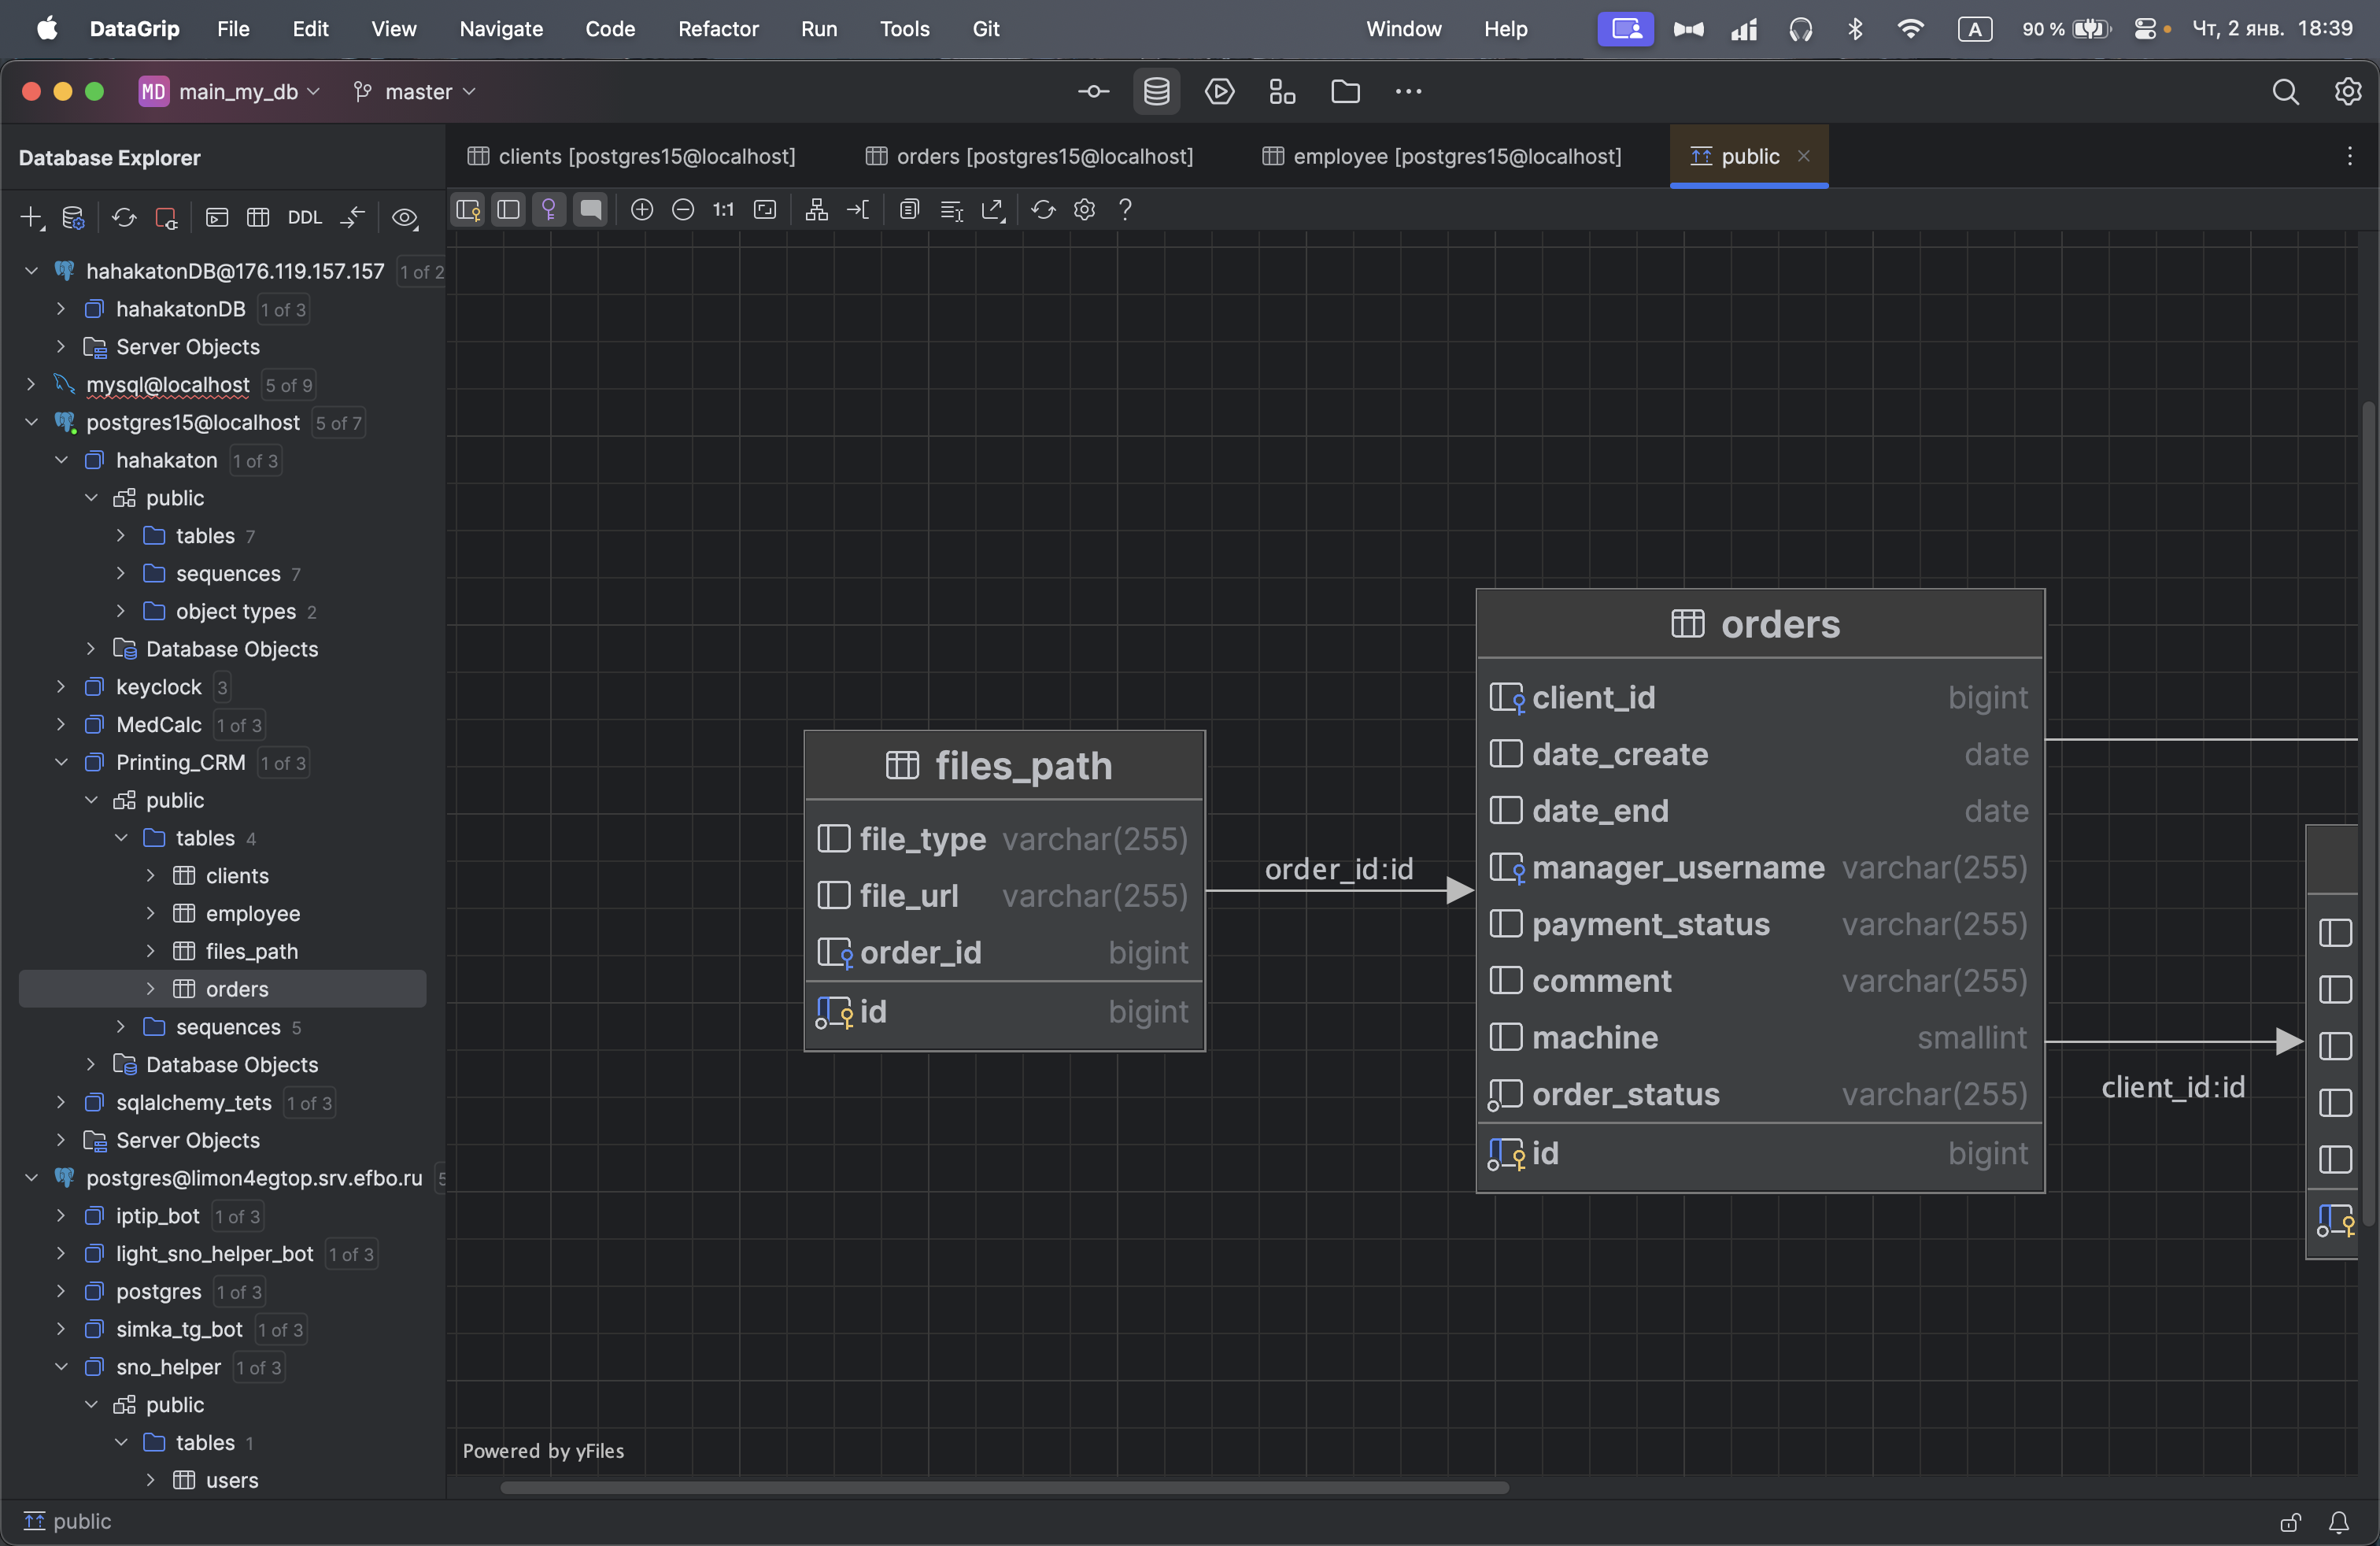 DataGrip File Edit View Navigate Code Refactor Run Tools Git Window Help A 90 % Чт, 2 янв. 18:39
MD main_my_db master
Database Explorer
clients [postgres15@localhost] orders [postgres15@localhost] employee [postgres15@localhost] public
DDL
1:1
?
hahakatonDB@176.119.157.157 1 of 2
hahakatonDB 1 of 3
Server Objects
mysql@localhost 5 of 9
postgres15@localhost 5 of 7
hahakaton 1 of 3
public
tables 7
sequences 7
object types 2
Database Objects
keyclock 3
MedCalc 1 of 3
Printing_CRM 1 of 3
public
tables 4
clients
employee
files_path
orders
sequences 5
Database Objects
sqlalchemy_tets 1 of 3
Server Objects
postgres@limon4egtop.srv.efbo.ru 5
iptip_bot 1 of 3
light_sno_helper_bot 1 of 3
postgres 1 of 3
simka_tg_bot 1 of 3
sno_helper 1 of 3
public
tables 1
users
files_path
file_type varchar(255)
file_url varchar(255)
order_id bigint
id bigint
order_id:id
orders
client_id bigint
date_create date
date_end date
manager_username varchar(255)
payment_status varchar(255)
comment varchar(255)
machine smallint
order_status varchar(255)
id bigint
client_id:id
Powered by yFiles
public